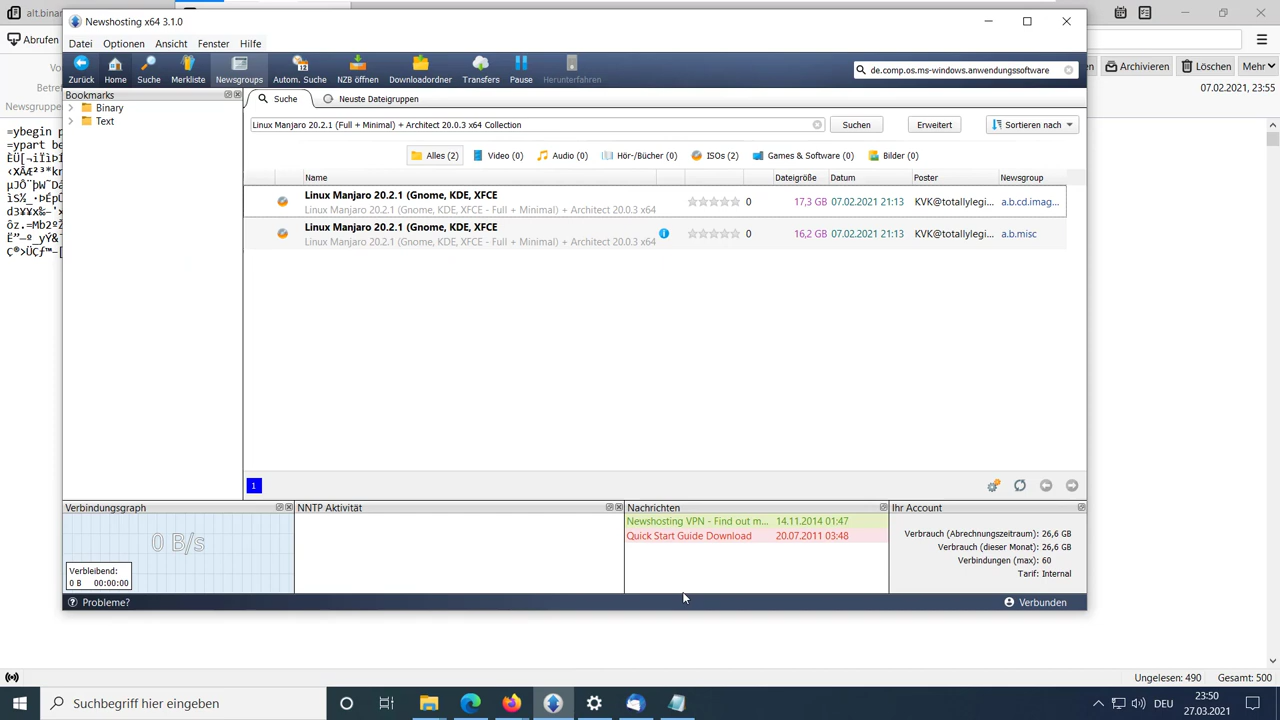 alt.binar
Newshosting x64 3.1.0
Abrufen
Datei Optionen Ansicht Fenster Hilfe
Zurück Home Suche Merkliste Newsgroups Autom. Suche NZB öffnen Downloadordner Transfers Pause Herunterfahren
de.comp.os.ms-windows.anwendungssoftware
Archivieren Löschen Mehr
07.02.2021, 23:55
Vo
Betre
Newsgruppe
Bookmarks
Binary
Text
Suche Neuste Dateigruppen
Linux Manjaro 20.2.1 (Full + Minimal) + Architect 20.0.3 x64 Collection
Suchen Erweitert Sortieren nach
Alles (2) Video (0) Audio (0) Hör-/Bücher (0) ISOs (2) Games & Software (0) Bilder (0)
Name Dateigröße Datum Poster Newsgroup
Linux Manjaro 20.2.1 (Gnome, KDE, XFCE
Linux Manjaro 20.2.1 (Gnome, KDE, XFCE - Full + Minimal) + Architect 20.0.3 x64
0 17,3 GB 07.02.2021 21:13 KVK@totallylegi... a.b.cd.imag...
Linux Manjaro 20.2.1 (Gnome, KDE, XFCE
Linux Manjaro 20.2.1 (Gnome, KDE, XFCE - Full + Minimal) + Architect 20.0.3 x64
0 16,2 GB 07.02.2021 21:13 KVK@totallylegi... a.b.misc
=ybegin p
=ypart be
1
Verbindungsgraph
0 B/s
Verbleibend:
0 B 00:00:00
NNTP Aktivität
Nachrichten
Newshosting VPN - Find out m... 14.11.2014 01:47
Quick Start Guide Download 20.07.2011 03:48
Ihr Account
Verbrauch (Abrechnungszeitraum): 26,6 GB
Verbrauch (dieser Monat): 26,6 GB
Verbindungen (max): 60
Tarif: Internal
Probleme?
Verbunden
Ungelesen: 490 Gesamt: 500
Suchbegriff hier eingeben
DEU
23:50
27.03.2021